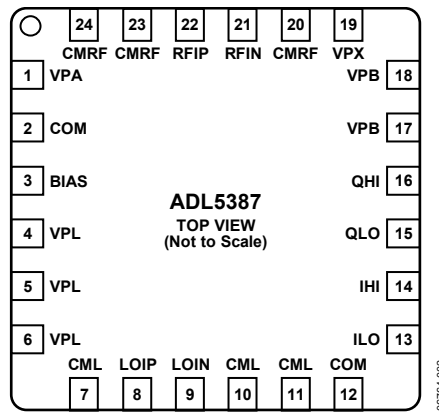 24 23 22 21 20 19
CMRF CMRF RFIP RFIN CMRF VPX
1 VPA
VPB 18
2 COM
VPB 17
3 BIAS
QHI 16
ADL5387
TOP VIEW
(Not to Scale)
4 VPL
QLO 15
5 VPL
IHI 14
6 VPL
ILO 13
CML LOIP LOIN CML CML COM
7 8 9 10 11 12